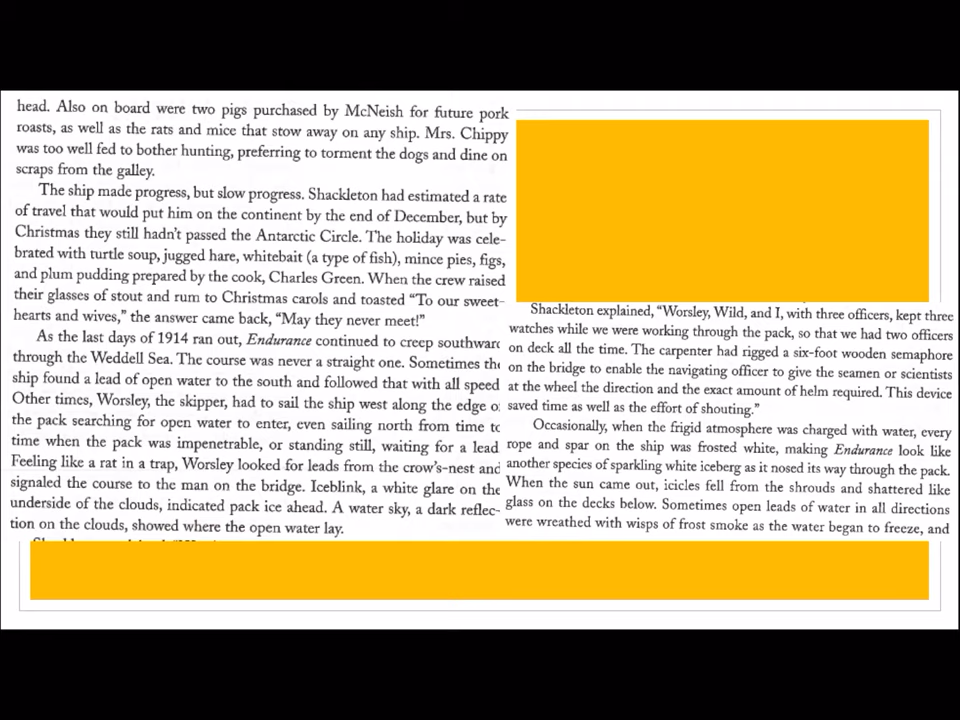 head. Also on board were two pigs purchased by McNeish for future pork
roasts, as well as the rats and mice that stow away on any ship. Mrs. Chippy
was too well fed to bother hunting, preferring to torment the dogs and dine on
scraps from the galley.
The ship made progress, but slow progress. Shackleton had estimated a rate
of travel that would put him on the continent by the end of December, but by
Christmas they still hadn't passed the Antarctic Circle. The holiday was cele-
brated with turtle soup, jugged hare, whitebait (a type of fish), mince pies, figs,
and plum pudding prepared by the cook, Charles Green. When the crew raised
their glasses of stout and rum to Christmas carols and toasted "To our sweet-
hearts and wives," the answer came back, "May they never meet!"
As the last days of 1914 ran out, Endurance continued to creep southward
through the Weddell Sea. The course was never a straight one. Sometimes the
ship found a lead of open water to the south and followed that with all speed
Other times, Worsley, the skipper, had to sail the ship west along the edge o
the pack searching for open water to enter, even sailing north from time to
time when the pack was impenetrable, or standing still, waiting for a lead
Feeling like a rat in a trap, Worsley looked for leads from the crow's-nest and
signaled the course to the man on the bridge. Iceblink, a white glare on the
underside of the clouds, indicated pack ice ahead. A water sky, a dark reflec-
tion on the clouds, showed where the open water lay.
Shackleton explained, "Worsley, Wild, and I, with three officers, kept three
watches while we were working through the pack, so that we had two officers
on deck all the time. The carpenter had rigged a six-foot wooden semaphore
on the bridge to enable the navigating officer to give the seamen or scientists
at the wheel the direction and the exact amount of helm required. This device
saved time as well as the effort of shouting."
Occasionally, when the frigid atmosphere was charged with water, every
rope and spar on the ship was frosted white, making Endurance look like
another species of sparkling white iceberg as it nosed its way through the pack.
When the sun came out, icicles fell from the shrouds and shattered like
glass on the decks below. Sometimes open leads of water in all directions
were wreathed with wisps of frost smoke as the water began to freeze, and